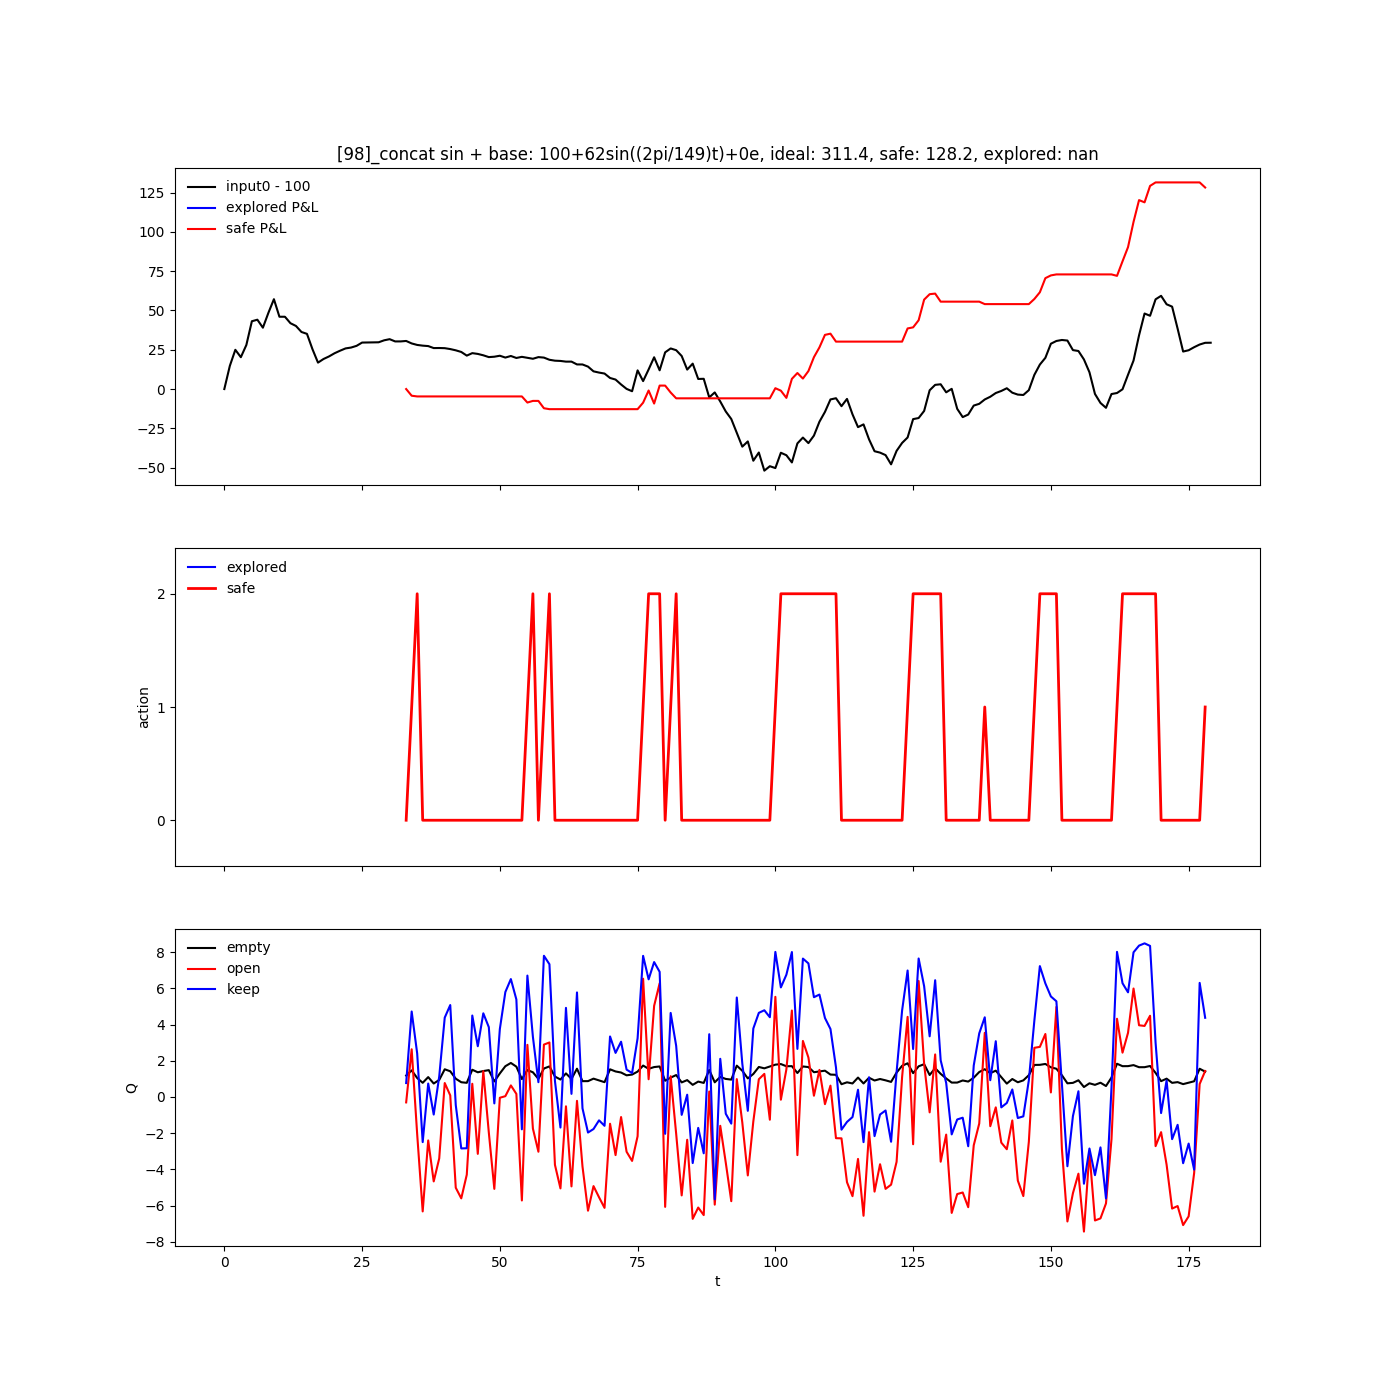 [98]_concat sin + base: 100+62sin((2pi/149)t)+0e, ideal: 311.4, safe: 128.2, explored: nan
input0 - 100
explored P&L
safe P&L
125
100
75
50
25
0
−25
−50
explored
safe
2
1
0
action
empty
open
keep
8
6
4
2
0
−2
−4
−6
−8
Q
0 25 50 75 100 125 150 175
t